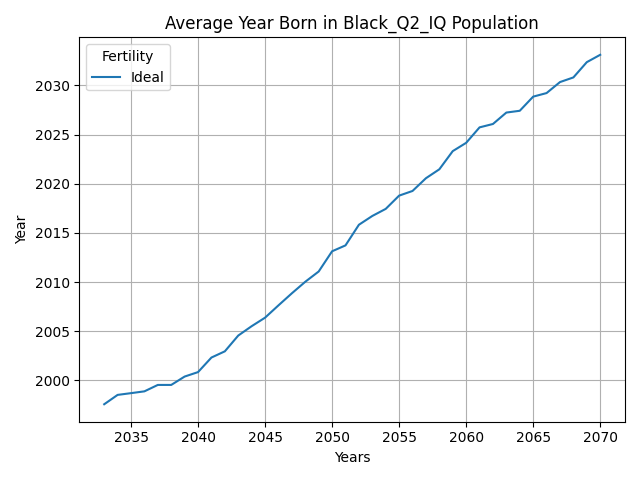 Average Year Born in Black_Q2_IQ Population
Fertility
Ideal
2030
2025
2020
2015
2010
2005
2000
Year
2035 2040 2045 2050 2055 2060 2065 2070
Years